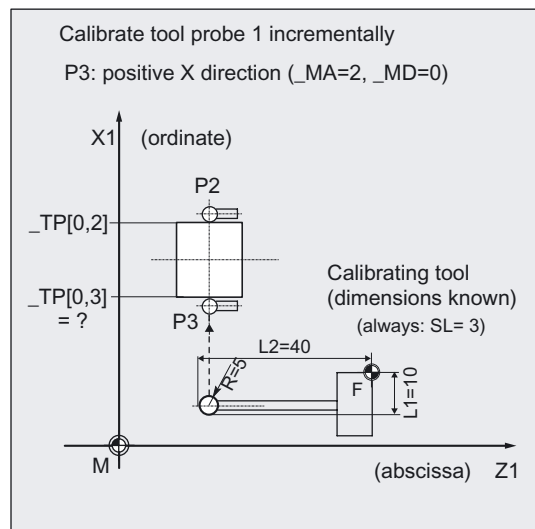 Calibrate tool probe 1 incrementally
P3: positive X direction (_MA=2, _MD=0)
X1
(ordinate)
P2
_TP[0,2]
_TP[0,3]
= ?
P3
Calibrating tool
(dimensions known)
(always: SL= 3)
L2=40
R=5
F
L1=10
M
(abscissa)
Z1